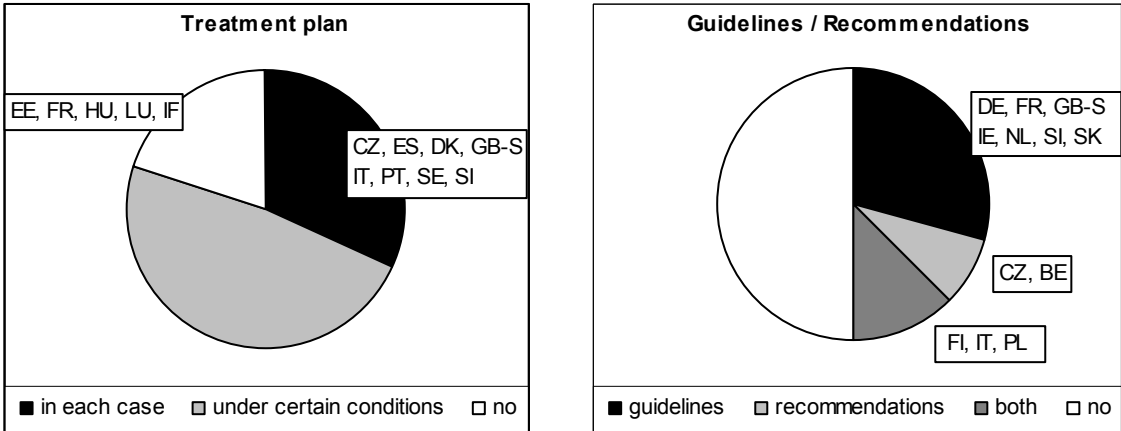 Treatment plan
EE, FR, HU, LU, IF
CZ, ES, DK, GB-S
IT, PT, SE, SI
in each case under certain conditions no
Guidelines / Recommendations
DE, FR, GB-S
IE, NL, SI, SK
CZ, BE
FI, IT, PL
guidelines recommendations both no